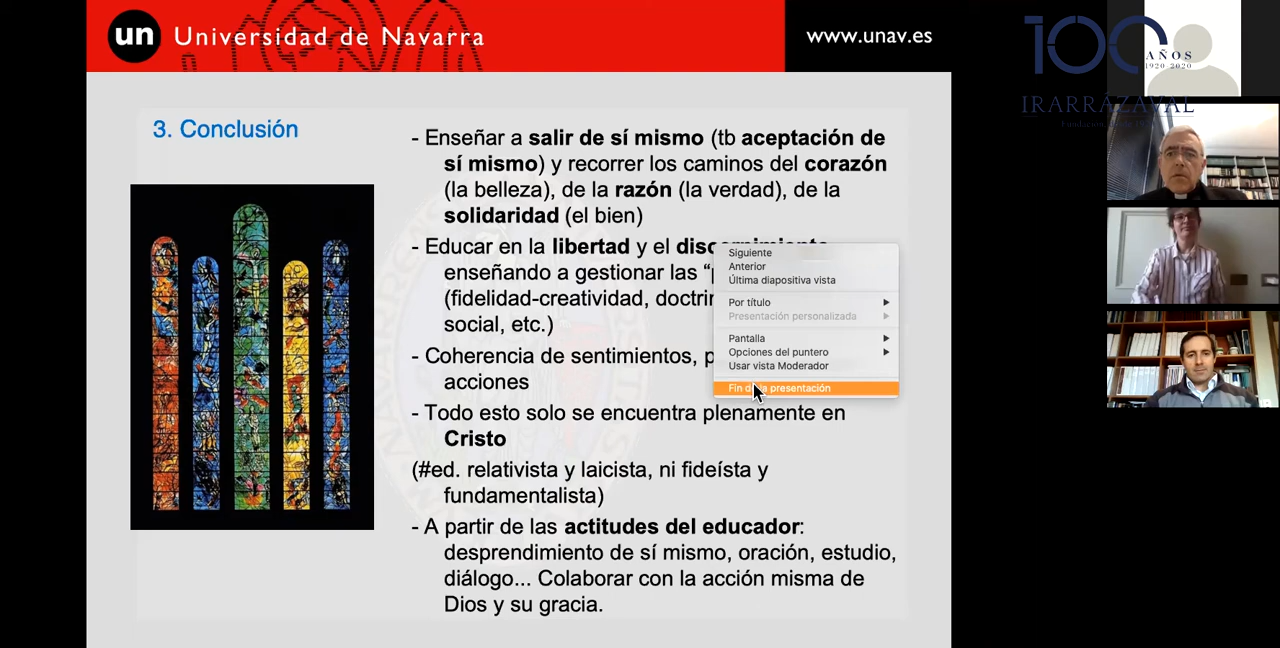 un Universidad de Navarra
www.unav.es
100
AÑOS
1920 2020
IRARRÁZAVAL
3. Conclusión
- Enseñar a salir de sí mismo (tb aceptación de
sí mismo) y recorrer los caminos del corazón
(la belleza), de la razón (la verdad), de la
solidaridad (el bien)
- Educar en la libertad y el discernimiento
enseñando a gestionar las “
(fidelidad-creatividad,
social, etc.)
- Coherencia de sentimientos,
acciones
- Todo esto solo se encuentra plenamente en
Cristo
(#ed. relativista y laicista, ni fideísta y
fundamentalista)
- A partir de las actitudes del educador:
desprendimiento de sí mismo, oración, estudio,
diálogo... Colaborar con la acción misma de
Dios y su gracia.
Siguiente
Anterior
Última diapositiva vista
Por título
Presentación personalizada
Pantalla
Opciones del puntero
Usar vista Moderador
Fin de la presentación